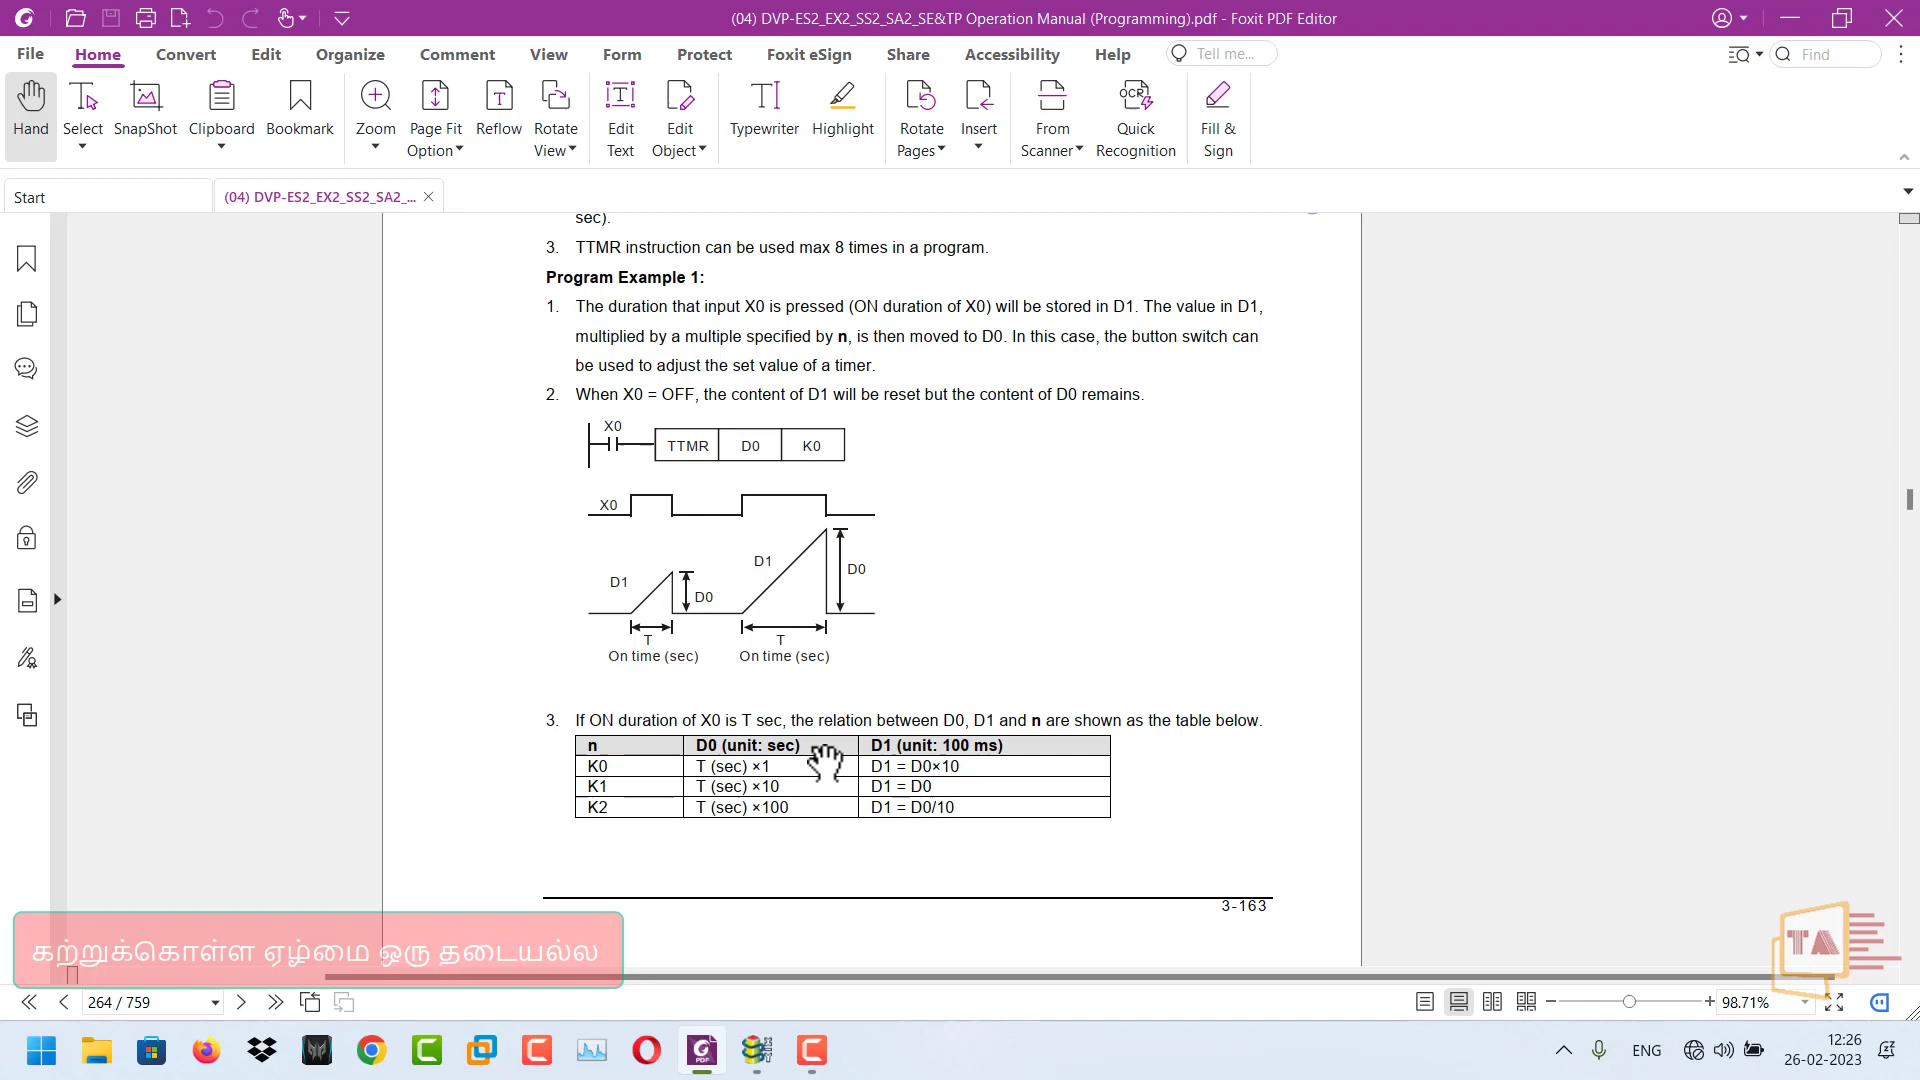 (04) DVP-ES2_EX2_SS2_SA2_SE&TP Operation Manual (Programming).pdf - Foxit PDF Editor
File Home Convert Edit Organize Comment View Form Protect Foxit eSign Share Accessibility Help Tell me... Find
Hand Select SnapShot Clipboard Bookmark Zoom Page Fit Option Reflow Rotate View Edit Text Edit Object Typewriter Highlight Rotate Pages Insert From Scanner Quick Recognition Fill & Sign
Start (04) DVP-ES2_EX2_SS2_SA2_...
sec).
3. TTMR instruction can be used max 8 times in a program.
Program Example 1:
1. The duration that input X0 is pressed (ON duration of X0) will be stored in D1. The value in D1,
multiplied by a multiple specified by n, is then moved to D0. In this case, the button switch can
be used to adjust the set value of a timer.
2. When X0 = OFF, the content of D1 will be reset but the content of D0 remains.
X0
TTMR D0 K0
X0
D1 D0
D1 D0
T T
On time (sec) On time (sec)
3. If ON duration of X0 is T sec, the relation between D0, D1 and n are shown as the table below.
n D0 (unit: sec) D1 (unit: 100 ms)
K0 T (sec) ×1 D1 = D0×10
K1 T (sec) ×10 D1 = D0
K2 T (sec) ×100 D1 = D0/10
3-163
கற்றுக்கொள்ள ஏழ்மை ஒரு தடையல்ல
TA
264 / 759 98.71%
ENG 12:26
26-02-2023